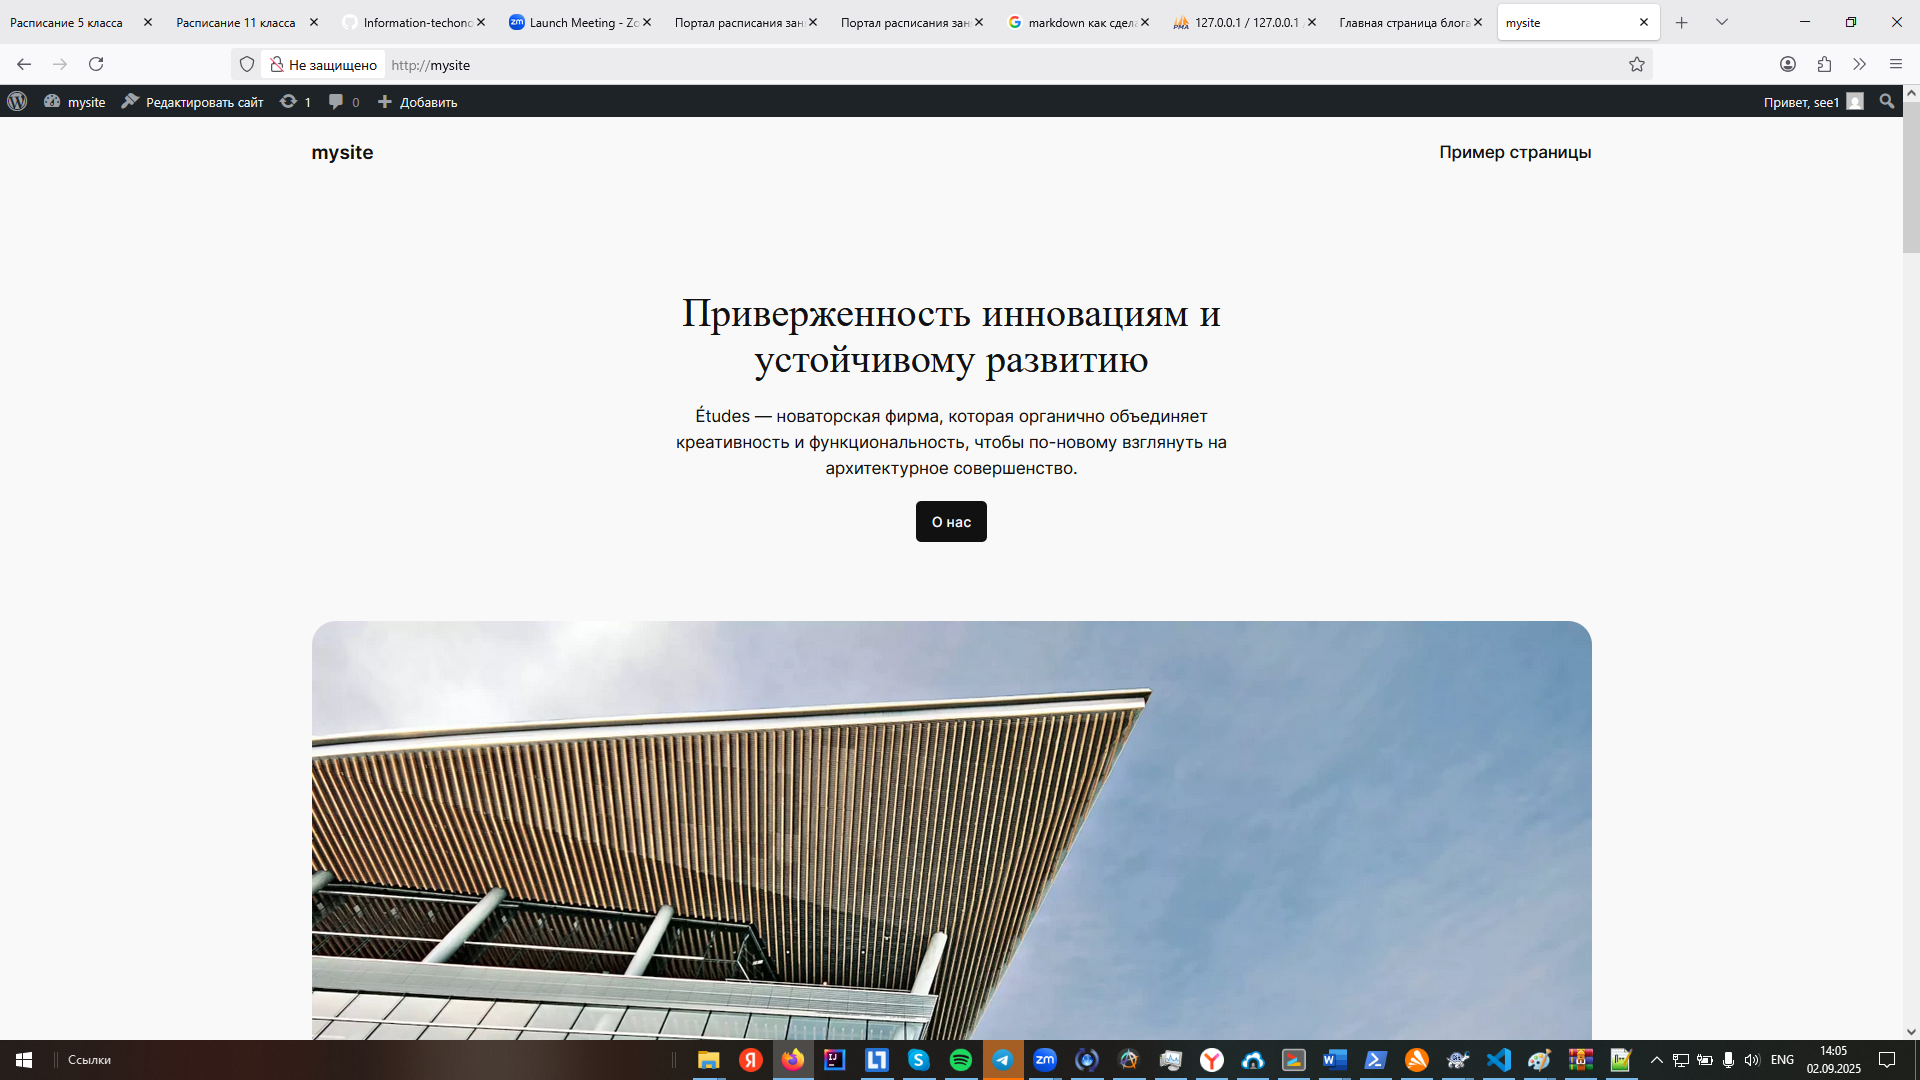 Расписание 5 класса
Расписание 11 класса
Information-techono
Launch Meeting - Zo
Портал расписания зан
Портал расписания зан
markdown как сдела
127.0.0.1 / 127.0.0.1
Главная страница блога
mysite
Не защищено
http://mysite
mysite
Редактировать сайт
1
0
Добавить
Привет, see1
mysite
Пример страницы
Приверженность инновациям и
устойчивому развитию
Études — новаторская фирма, которая органично объединяет
креативность и функциональность, чтобы по-новому взглянуть на
архитектурное совершенство.
О нас
Ссылки
ENG
14:05
02.09.2025